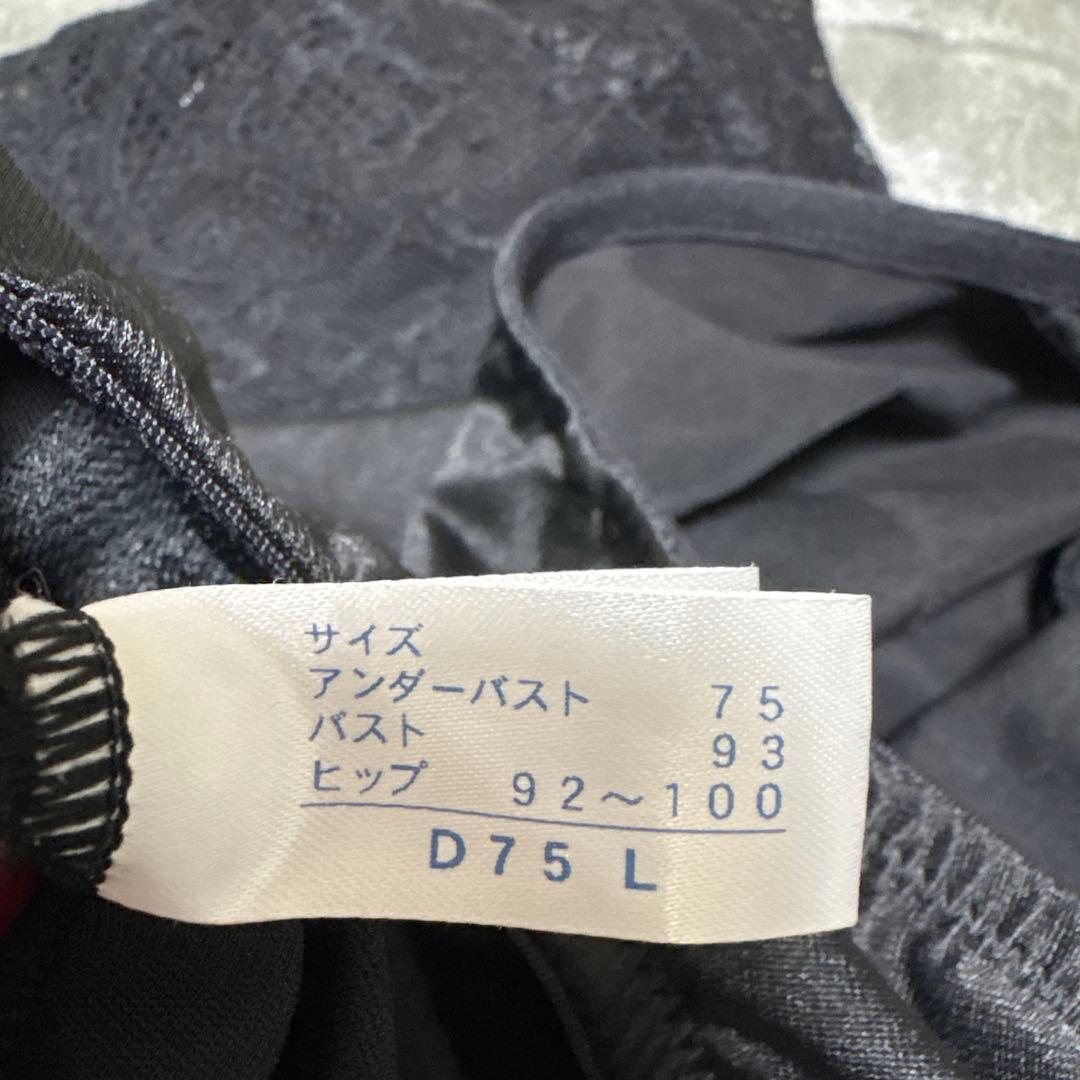 サイズ
アンダーバスト 75
バスト 93
ヒップ 92～100
D75 L